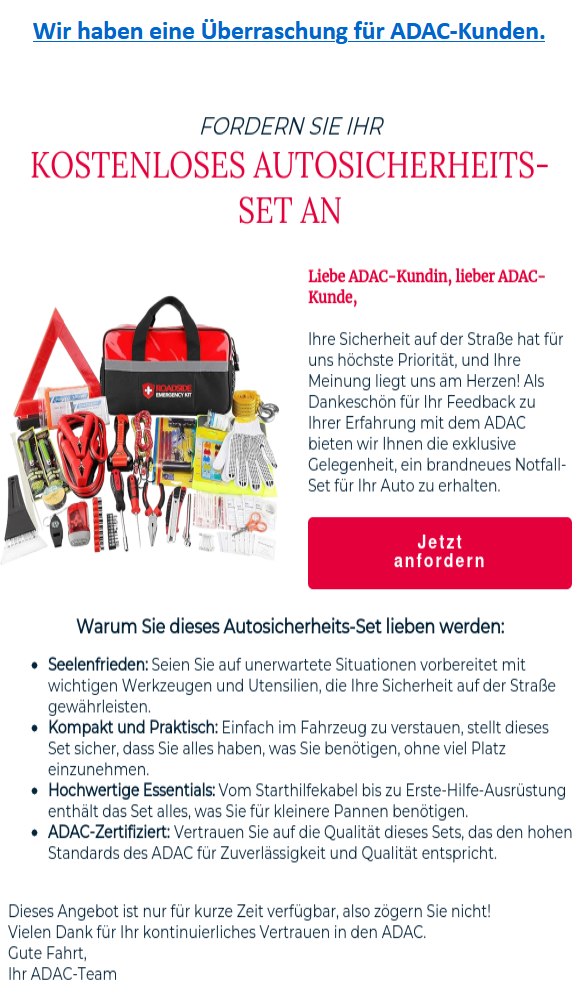 Wir haben eine Überraschung für ADAC-Kunden.
FORDERN SIE IHR
KOSTENLOSES AUTOSICHERHEITS-
SET AN
Liebe ADAC-Kundin, lieber ADAC-
Kunde,
Ihre Sicherheit auf der Straße hat für
uns höchste Priorität, und Ihre
Meinung liegt uns am Herzen! Als
Dankeschön für Ihr Feedback zu
Ihrer Erfahrung mit dem ADAC
bieten wir Ihnen die exklusive
Gelegenheit, ein brandneues Notfall-
Set für Ihr Auto zu erhalten.
ROADSIDE
EMERGENCY KIT
Jetzt
anfordern
Warum Sie dieses Autosicherheits-Set lieben werden:
• Seelenfrieden: Seien Sie auf unerwartete Situationen vorbereitet mit
wichtigen Werkzeugen und Utensilien, die Ihre Sicherheit auf der Straße
gewährleisten.
• Kompakt und Praktisch: Einfach im Fahrzeug zu verstauen, stellt dieses
Set sicher, dass Sie alles haben, was Sie benötigen, ohne viel Platz
einzunehmen.
• Hochwertige Essentials: Vom Starthilfekabel bis zu Erste-Hilfe-Ausrüstung
enthält das Set alles, was Sie für kleinere Pannen benötigen.
• ADAC-Zertifiziert: Vertrauen Sie auf die Qualität dieses Sets, das den hohen
Standards des ADAC für Zuverlässigkeit und Qualität entspricht.
Dieses Angebot ist nur für kurze Zeit verfügbar, also zögern Sie nicht!
Vielen Dank für Ihr kontinuierliches Vertrauen in den ADAC.
Gute Fahrt,
Ihr ADAC-Team